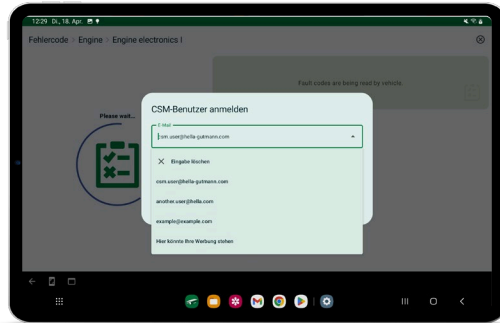 12:29 Di., 18. Apr.
Fehlercode > Engine > Engine electronics I
Fault codes are being read by vehicle.
Please wait...
CSM-Benutzer anmelden
E-Mail
csm.user@hella-gutmann.com
Eingabe löschen
csm.user@hella-gutmann.com
another.user@hella.com
example@example.com
Hier könnte Ihre Werbung stehen